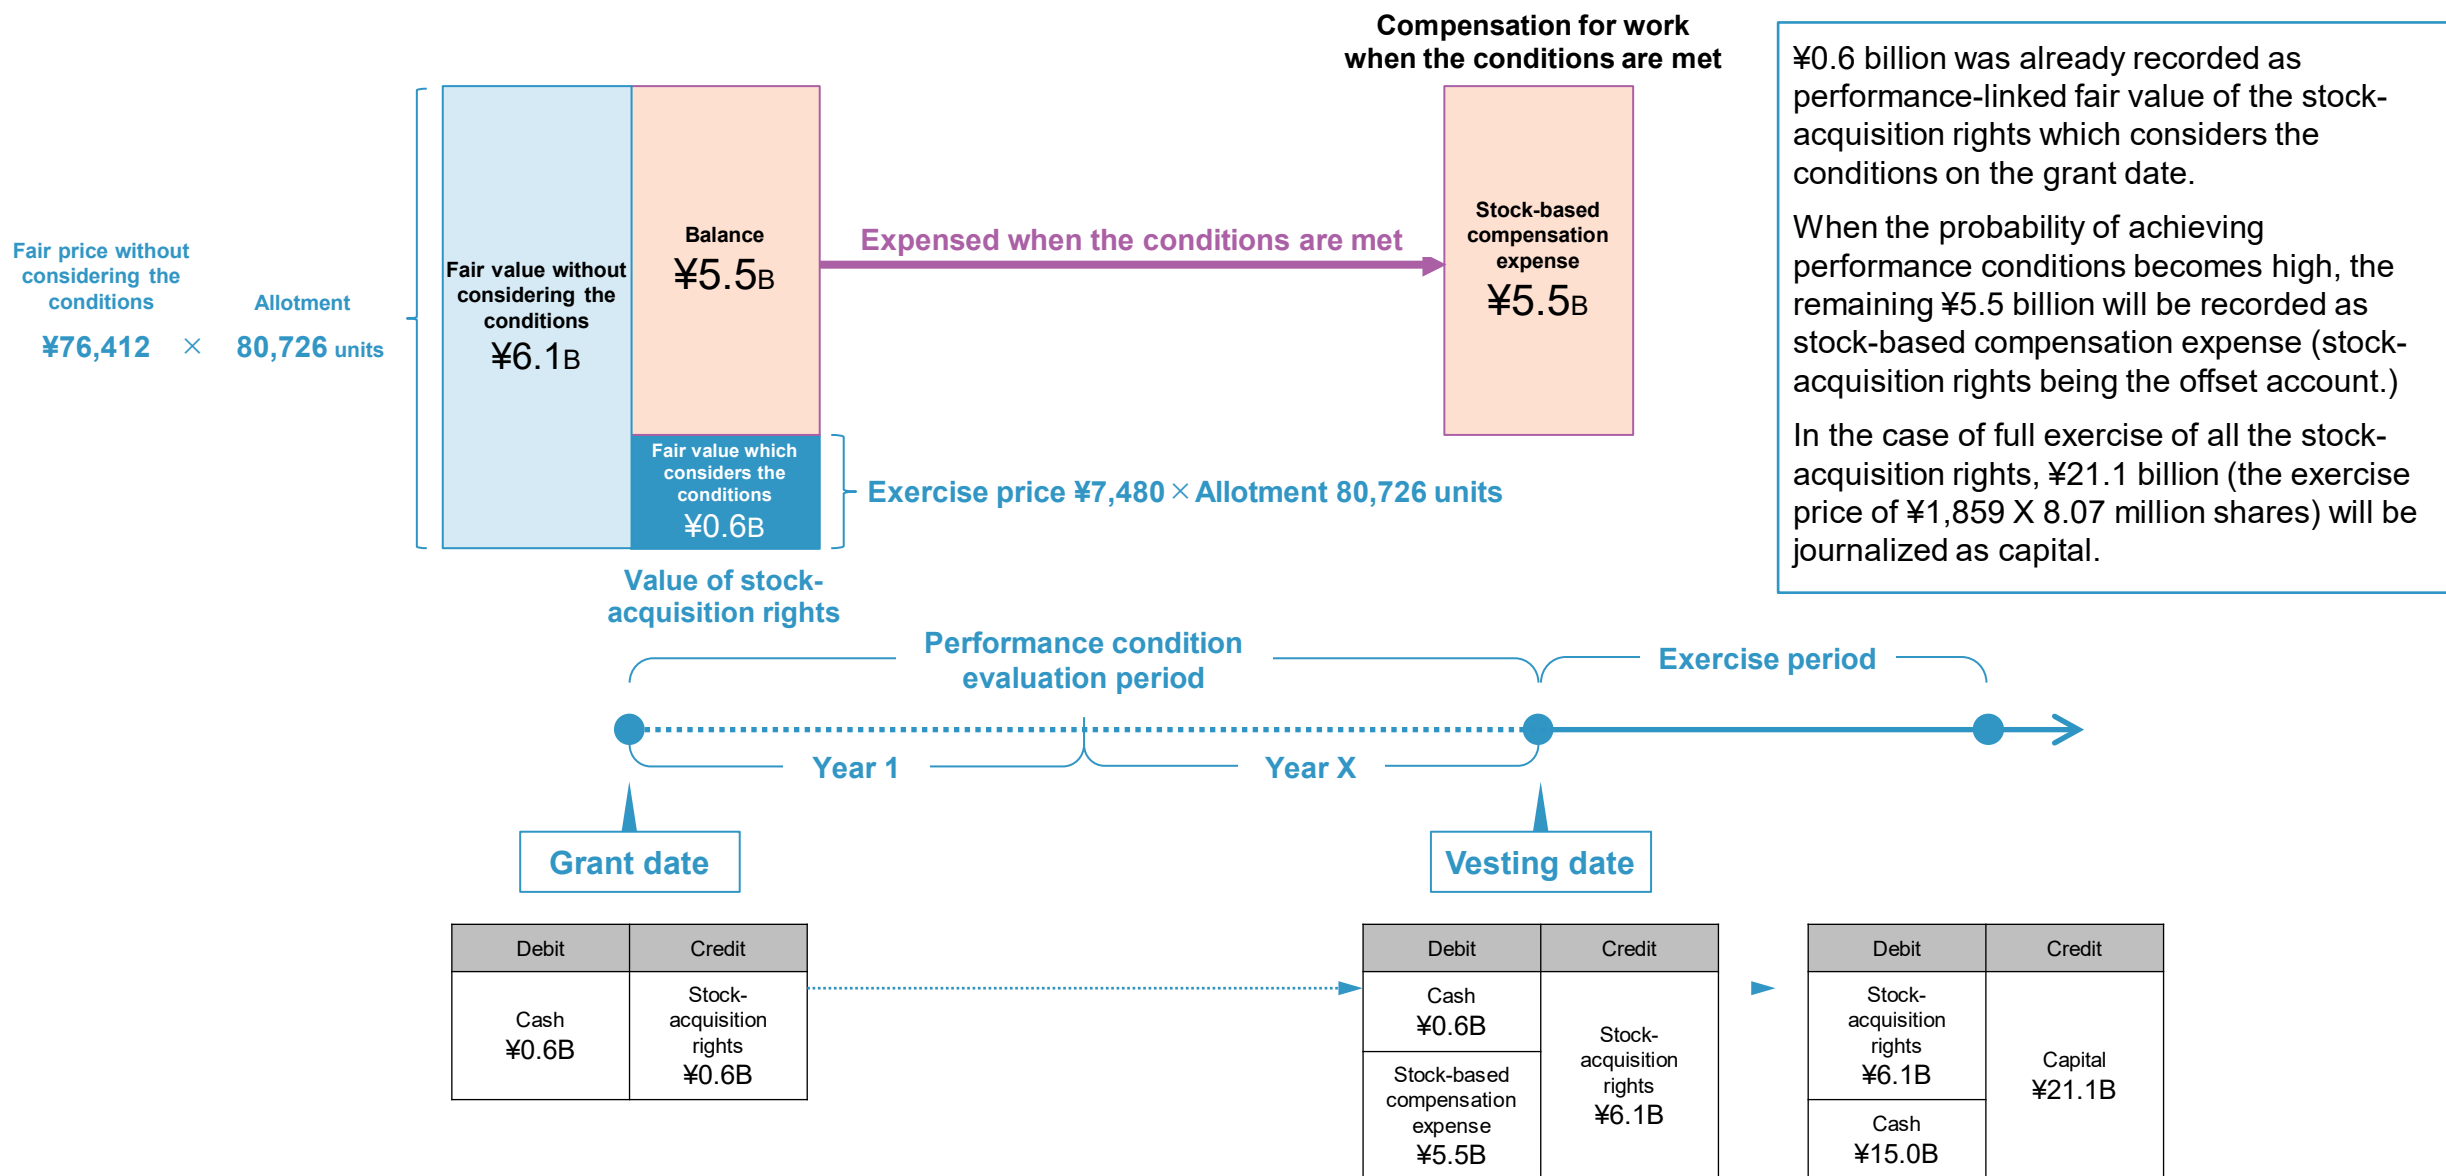 Compensation for work
when the conditions are met
Fair price without
considering the
conditions
¥76,412
×
Allotment
80,726 units
Fair value without
considering the
conditions
¥6.1B
Balance
¥5.5B
Expensed when the conditions are met
Stock-based
compensation
expense
¥5.5B
Fair value which
considers the
conditions
¥0.6B
Exercise price ¥7,480×Allotment 80,726 units
Value of stock-
acquisition rights
¥0.6 billion was already recorded as
performance-linked fair value of the stock-
acquisition rights which considers the
conditions on the grant date.
When the probability of achieving
performance conditions becomes high, the
remaining ¥5.5 billion will be recorded as
stock-based compensation expense (stock-
acquisition rights being the offset account.)
In the case of full exercise of all the stock-
acquisition rights, ¥21.1 billion (the exercise
price of ¥1,859 X 8.07 million shares) will be
journalized as capital.
Performance condition
evaluation period
Exercise period
Year 1
Year X
Grant date
Vesting date
Debit
Credit
Cash
¥0.6B
Stock-
acquisition
rights
¥0.6B
Debit
Credit
Cash
¥0.6B
Stock-based
compensation
expense
¥5.5B
Stock-
acquisition
rights
¥6.1B
Debit
Credit
Stock-
acquisition
rights
¥6.1B
Cash
¥15.0B
Capital
¥21.1B